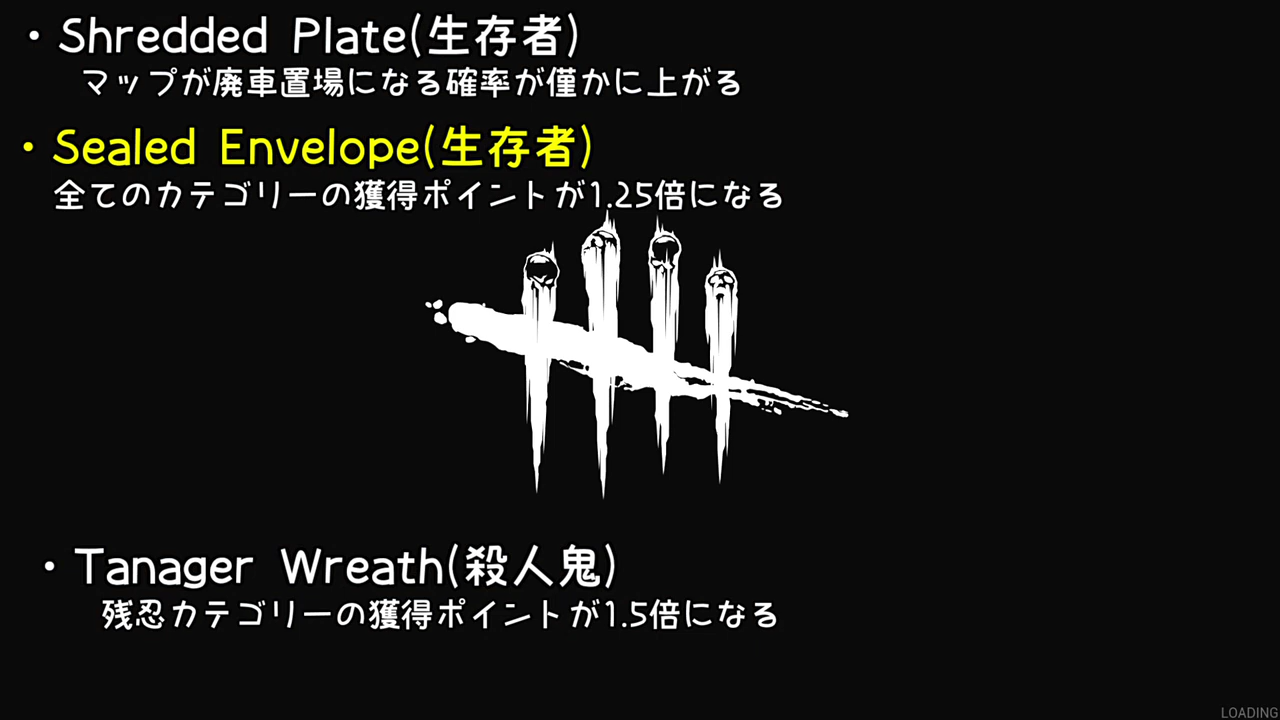 ・Shredded Plate(生存者)
マップが廃車置場になる確率が僅かに上がる
・Sealed Envelope(生存者)
全てのカテゴリーの獲得ポイントが1.25倍になる
・Tanager Wreath(殺人鬼)
残忍カテゴリーの獲得ポイントが1.5倍になる
LOADING